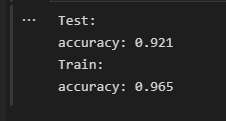 ... Test:
accuracy: 0.921
Train:
accuracy: 0.965